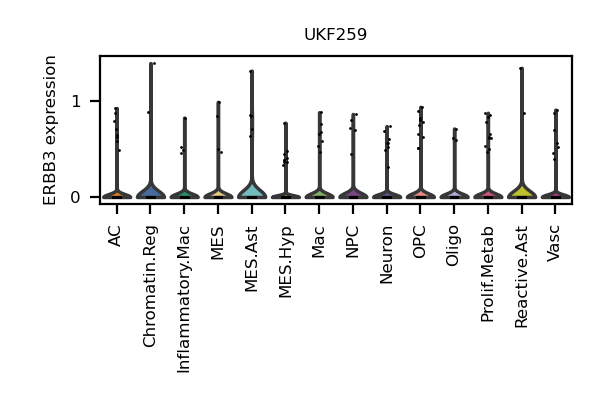 UKF259
ERBB3 expression
1
0
AC
Chromatin.Reg
Inflammatory.Mac
MES
MES.Ast
MES.Hyp
Mac
NPC
Neuron
OPC
Oligo
Prolif.Metab
Reactive.Ast
Vasc